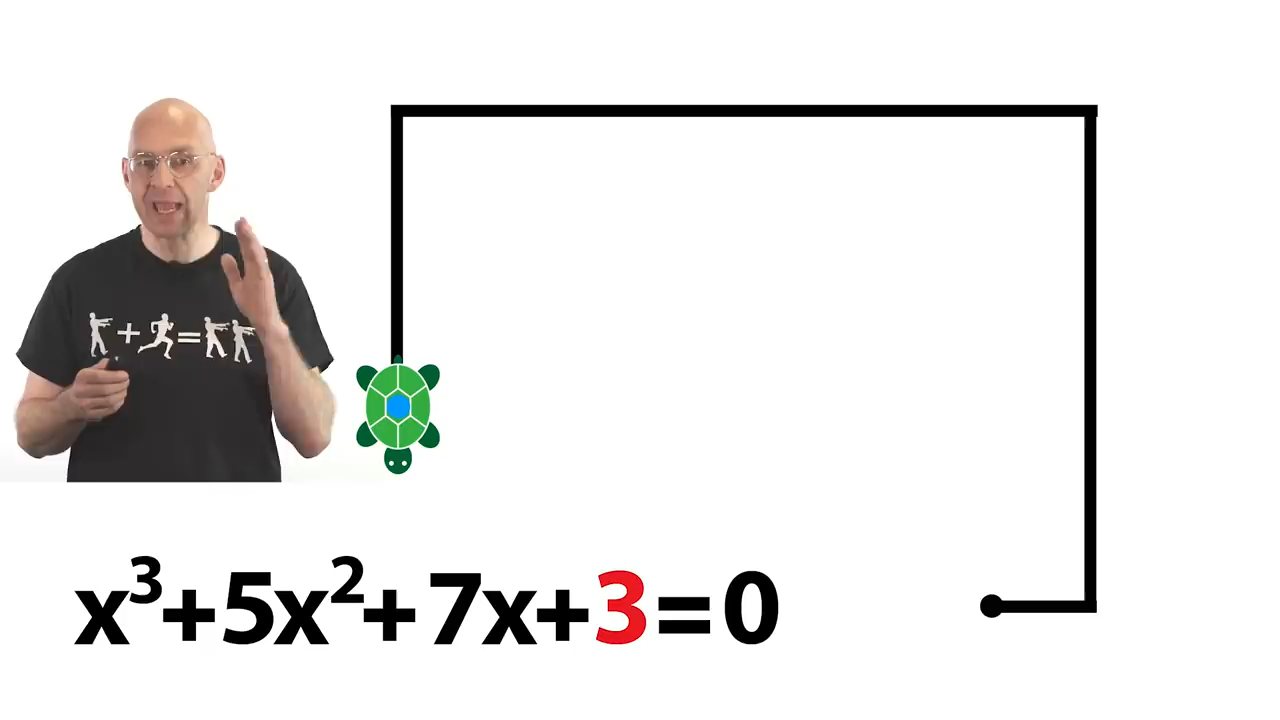 + =
x³+5x²+7x+3=0